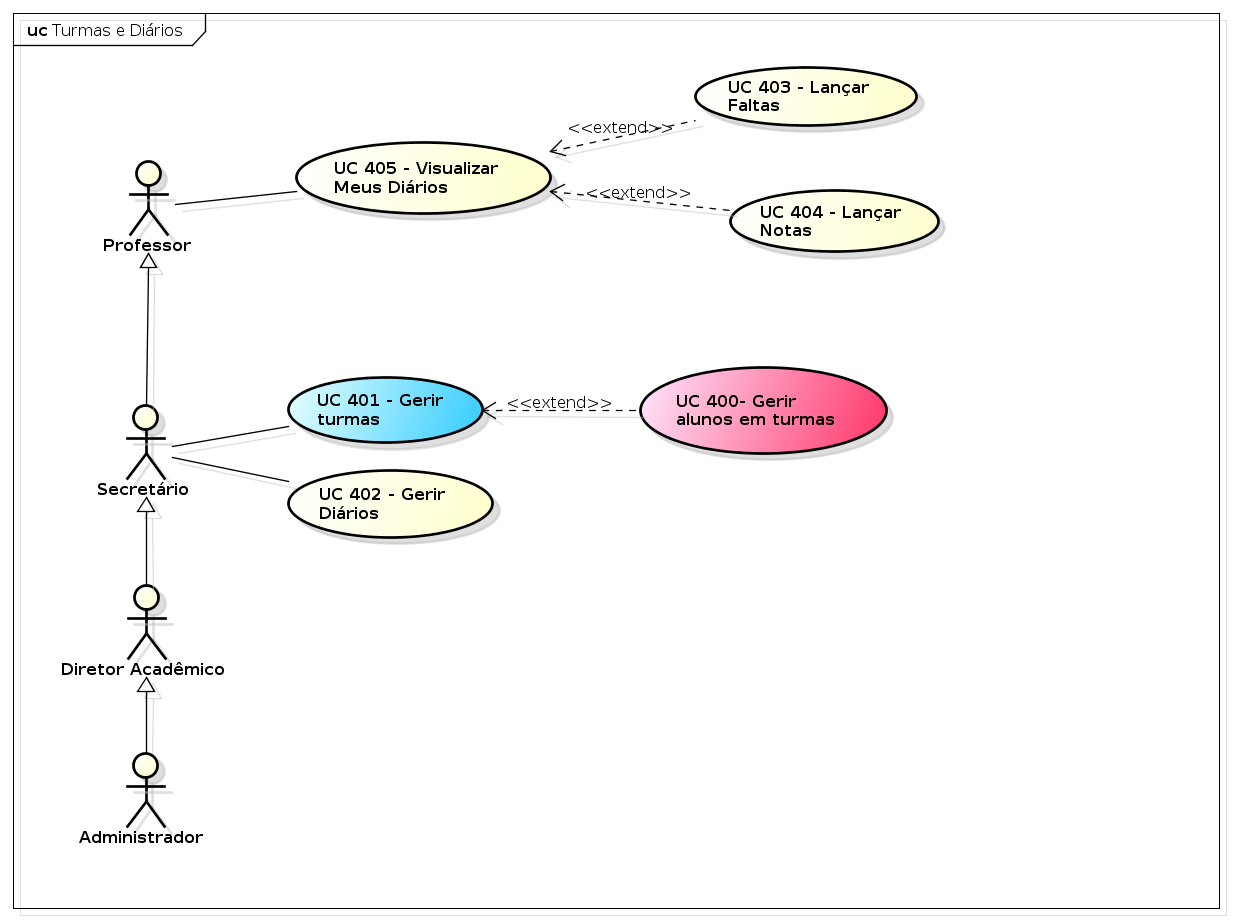 uc Turmas e Diários
UC 403 - Lançar
Faltas
<<extend>>
UC 405 - Visualizar
Meus Diários
<<extend>>
UC 404 - Lançar
Notas
Professor
UC 401 - Gerir
turmas
<<extend>>
UC 400- Gerir
alunos em turmas
Secretário
UC 402 - Gerir
Diários
Diretor Acadêmico
Administrador